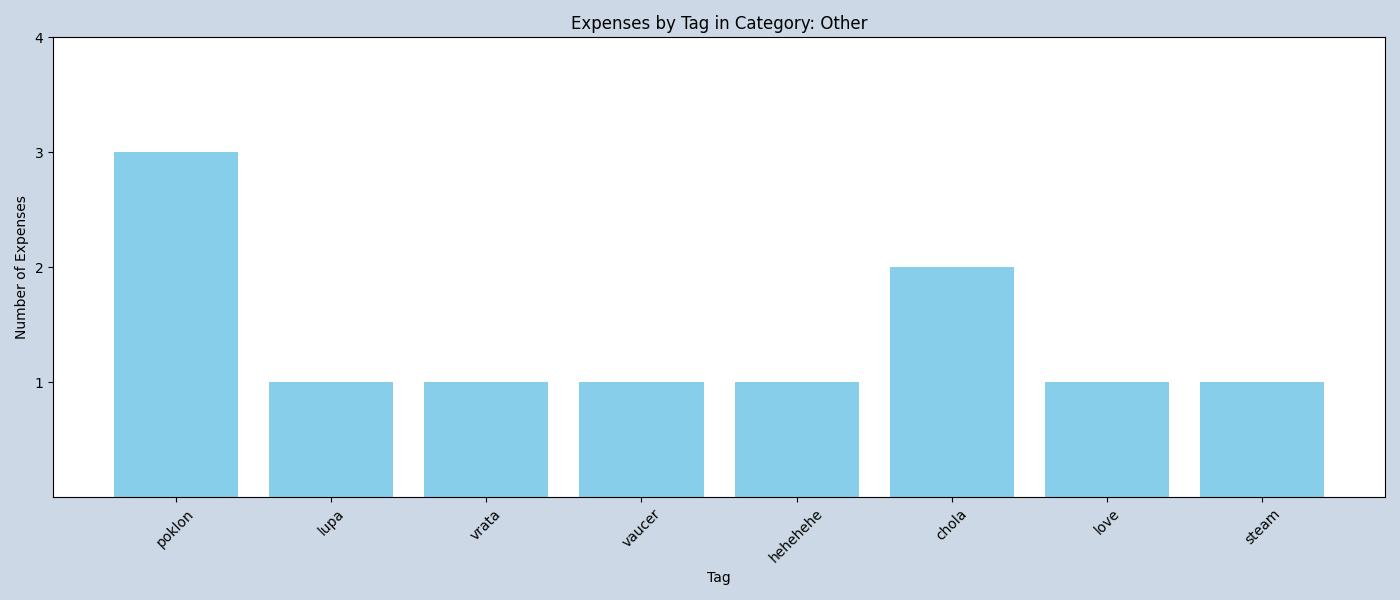 Expenses by Tag in Category: Other
4
3
2
1
Number of Expenses
poklon
lupa
vrata
vaucer
hehehehe
chola
love
steam
Tag